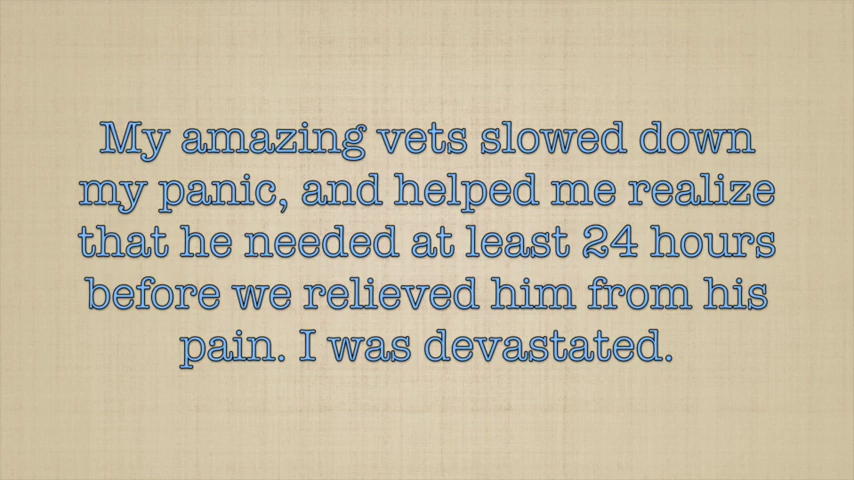 My amazing vets slowed down
my panic, and helped me realize
that he needed at least 24 hours
before we relieved him from his
pain. I was devastated.